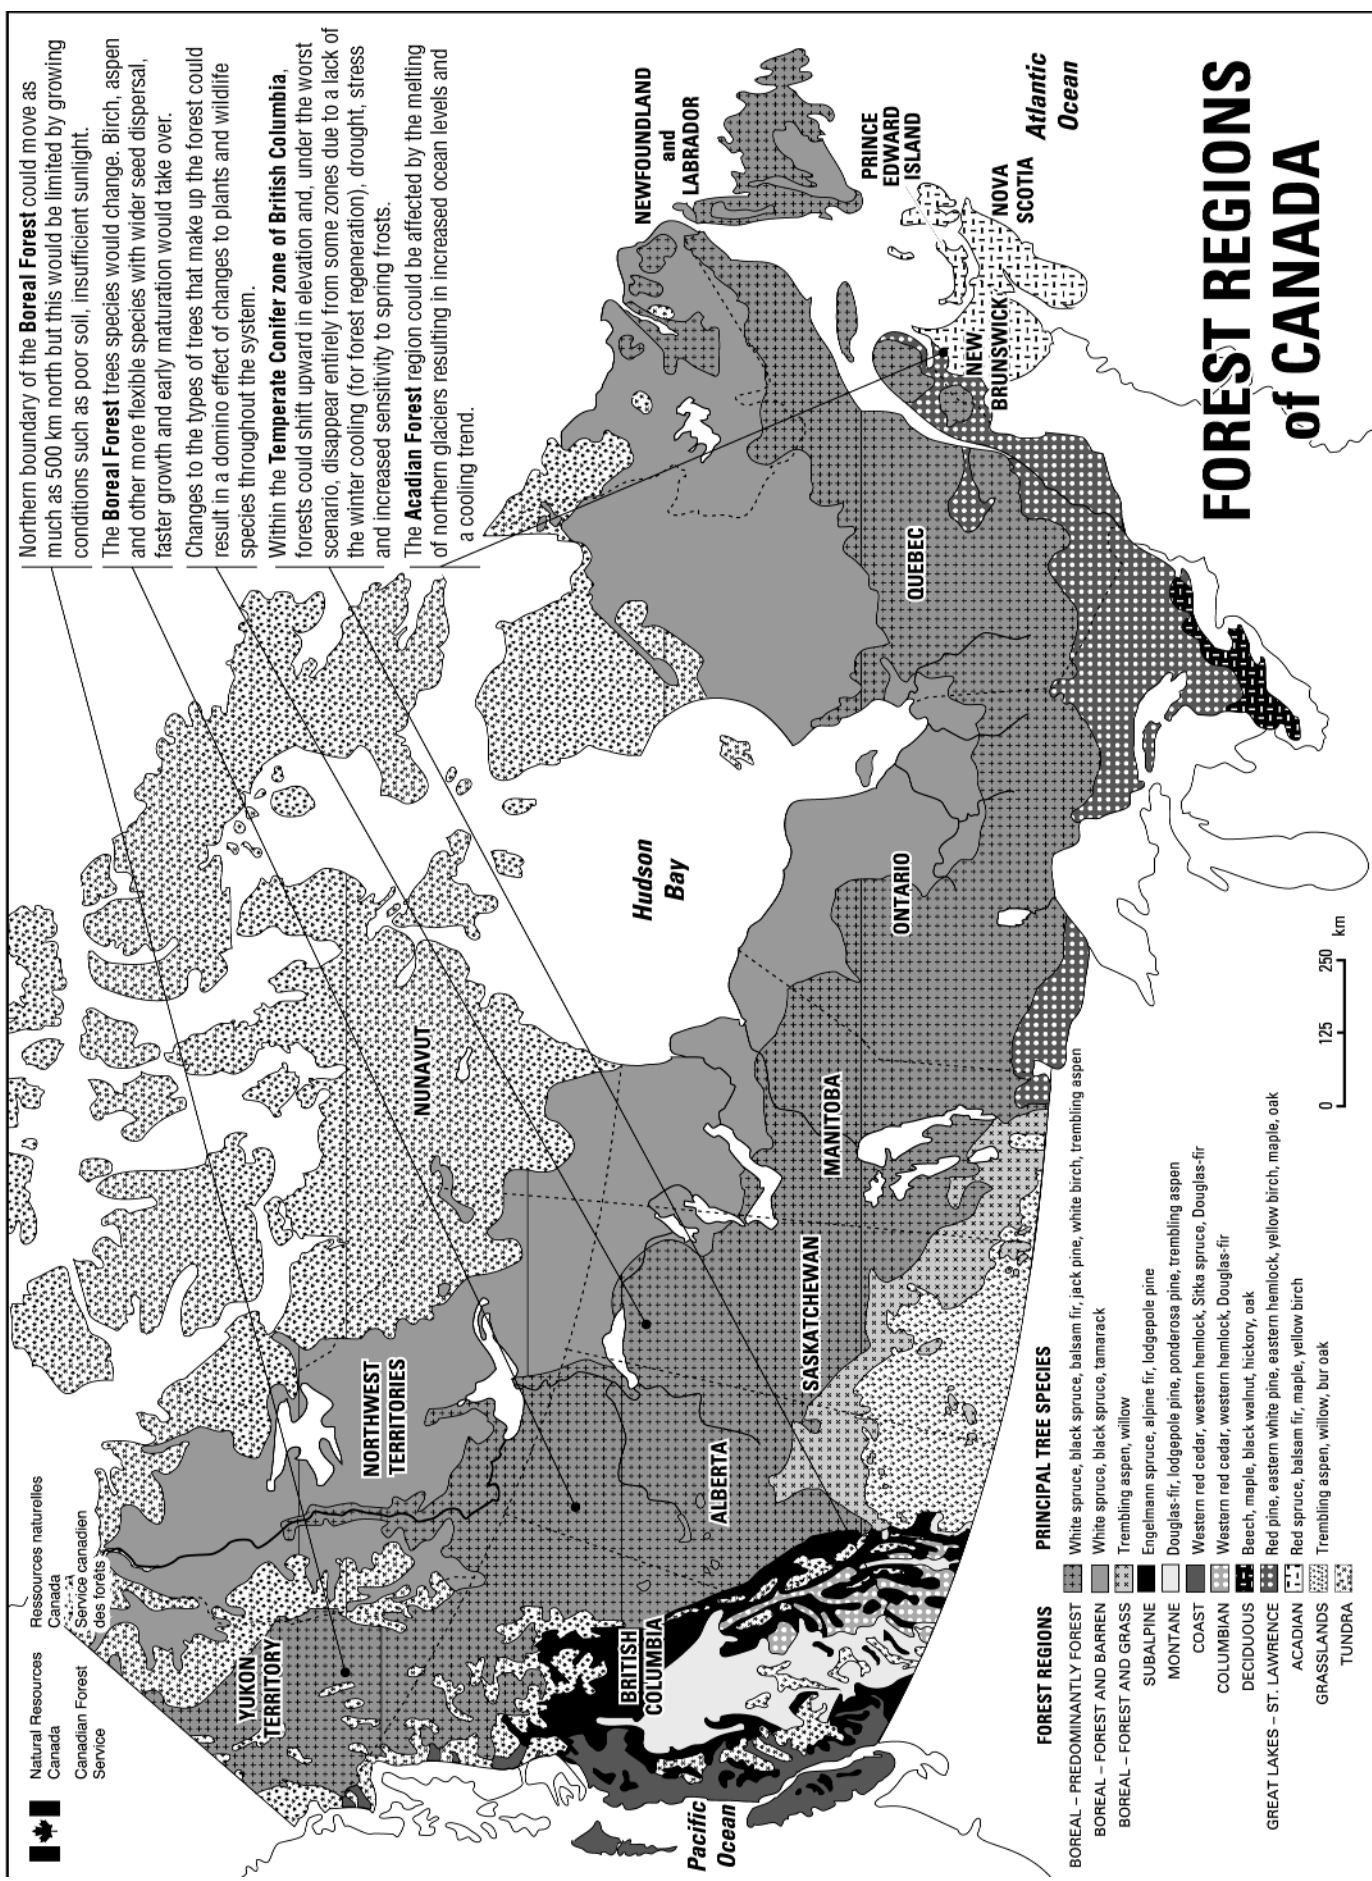 Natural Resources
Canada
Ressources naturelles
Canada
Canadian Forest
Service
Service canadien
des forêts
Northern boundary of the Boreal Forest could move as
much as 500 km north but this would be limited by growing
conditions such as poor soil, insufficient sunlight.
The Boreal Forest trees species would change. Birch, aspen
and other more flexible species with wider seed dispersal,
faster growth and early maturation would take over.
Changes to the types of trees that make up the forest could
result in a domino effect of changes to plants and wildlife
species throughout the system.
Within the Temperate Conifer zone of British Columbia,
forests could shift upward in elevation and, under the worst
scenario, disappear entirely from some zones due to a lack of
the winter cooling (for forest regeneration), drought, stress
and increased sensitivity to spring frosts.
The Acadian Forest region could be affected by the melting
of northern glaciers resulting in increased ocean levels and
a cooling trend.
YUKON
TERRITORY
NORTHWEST
TERRITORIES
NUNAVUT
Hudson
Bay
NEWFOUNDLAND
and
LABRADOR
BRITISH
COLUMBIA
ALBERTA
SASKATCHEWAN
MANITOBA
ONTARIO
QUEBEC
PRINCE
EDWARD
ISLAND
NEW
BRUNSWICK
NOVA
SCOTIA
Atlantic
Ocean
Pacific
Ocean
FOREST REGIONS
of CANADA
0 125 250 km
FOREST REGIONS PRINCIPAL TREE SPECIES
BOREAL – PREDOMINANTLY FOREST White spruce, black spruce, balsam fir, jack pine, white birch, trembling aspen
BOREAL – FOREST AND BARREN White spruce, black spruce, tamarack
BOREAL – FOREST AND GRASS Trembling aspen, willow
SUBALPINE Engelmann spruce, alpine fir, lodgepole pine
MONTANE Douglas-fir, lodgepole pine, ponderosa pine, trembling aspen
COAST Western red cedar, western hemlock, Sitka spruce, Douglas-fir
COLUMBIAN Western red cedar, western hemlock, Douglas-fir
DECIDUOUS Beech, maple, black walnut, hickory, oak
GREAT LAKES – ST. LAWRENCE Red pine, eastern white pine, eastern hemlock, yellow birch, maple, oak
ACADIAN Red spruce, balsam fir, maple, yellow birch
GRASSLANDS Trembling aspen, willow, bur oak
TUNDRA